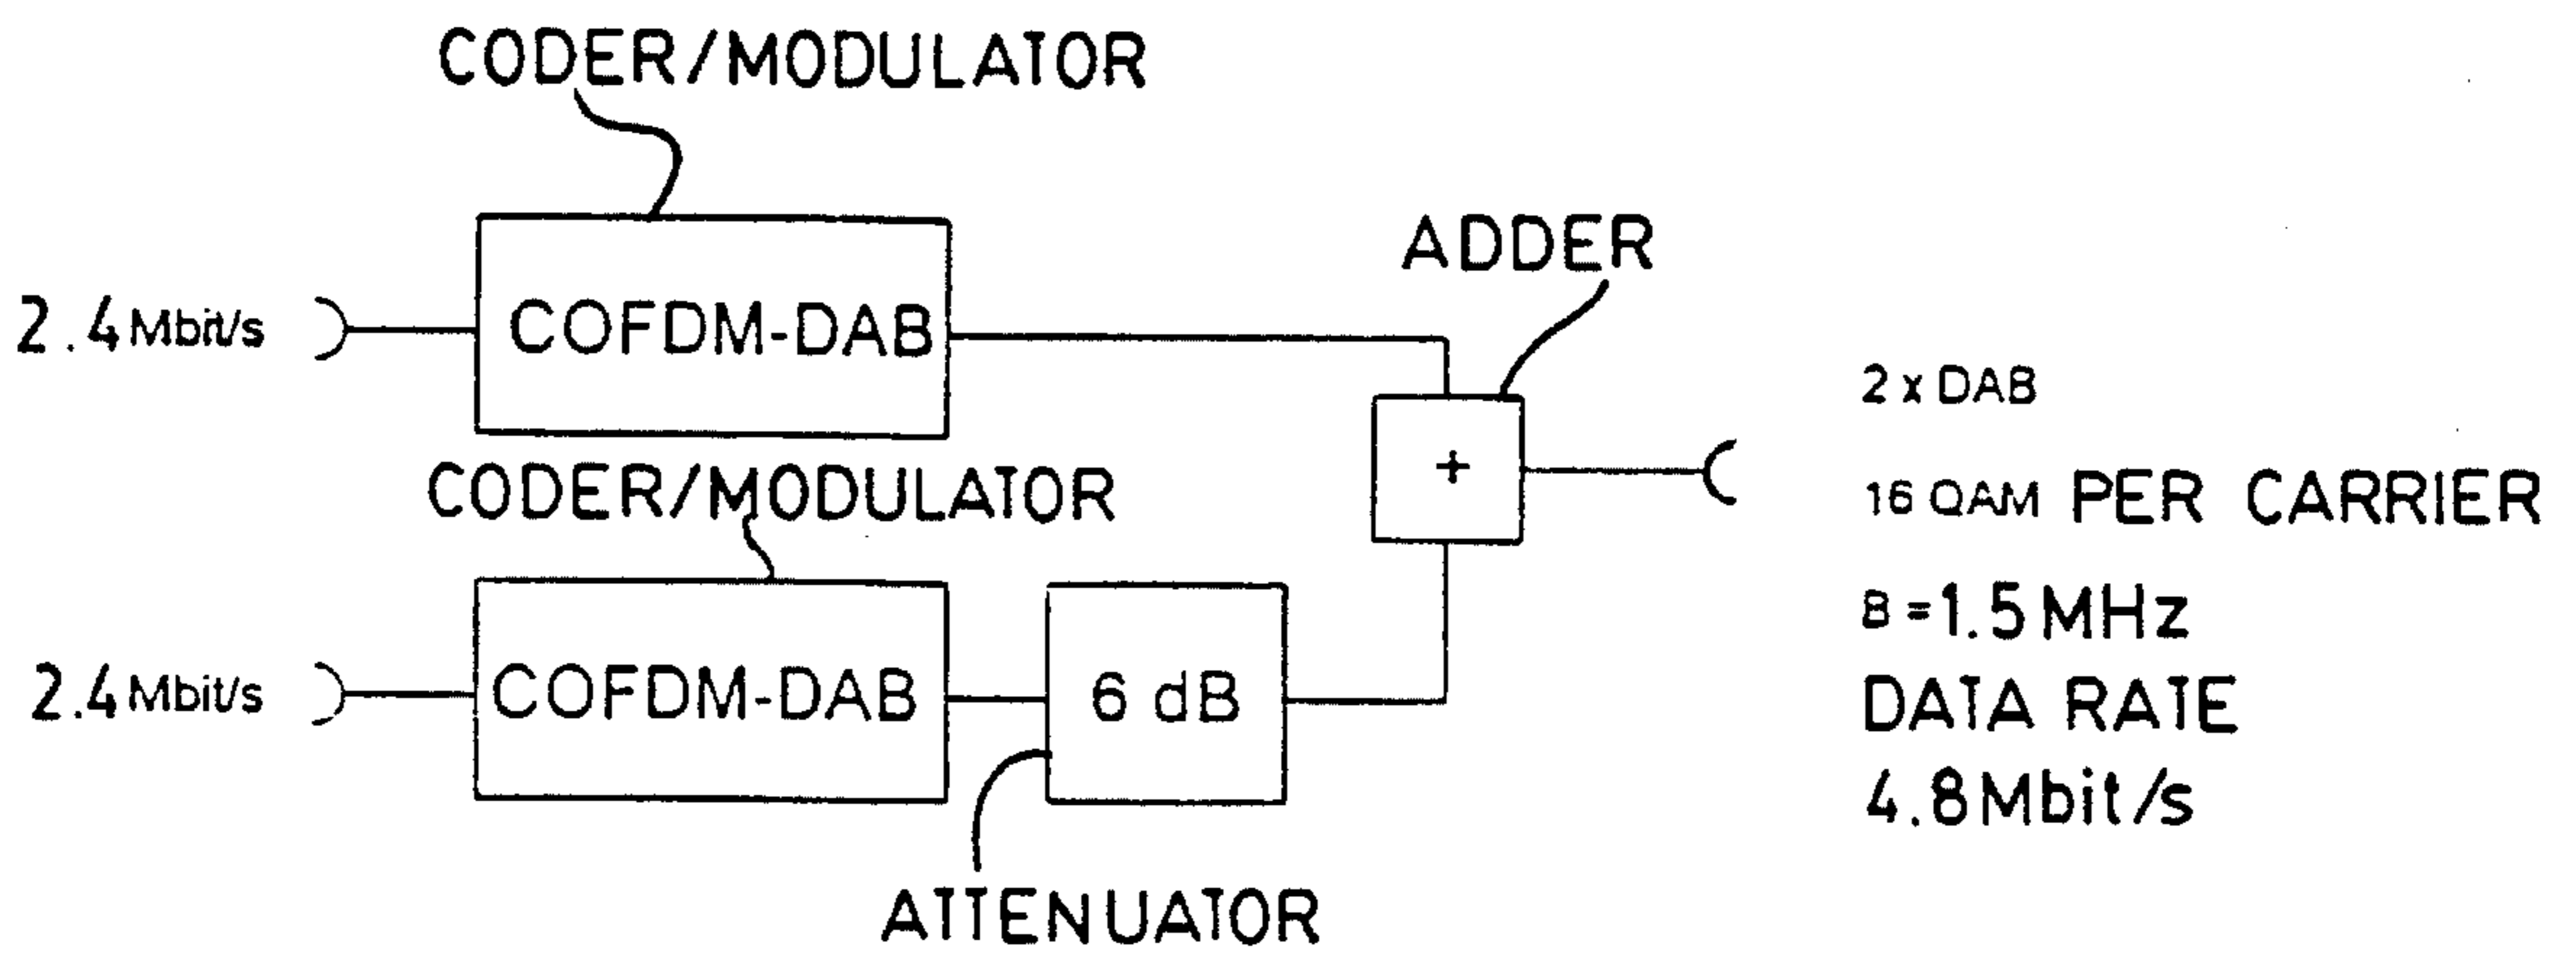 CODER/MODULATOR
2.4 Mbit/s
COFDM-DAB
ADDER
+
CODER/MODULATOR
2.4 Mbit/s
COFDM-DAB
6 dB
ATTENUATOR
2 x DAB
16 QAM PER CARRIER
B = 1.5 MHz
DATA RATE
4.8 Mbit/s